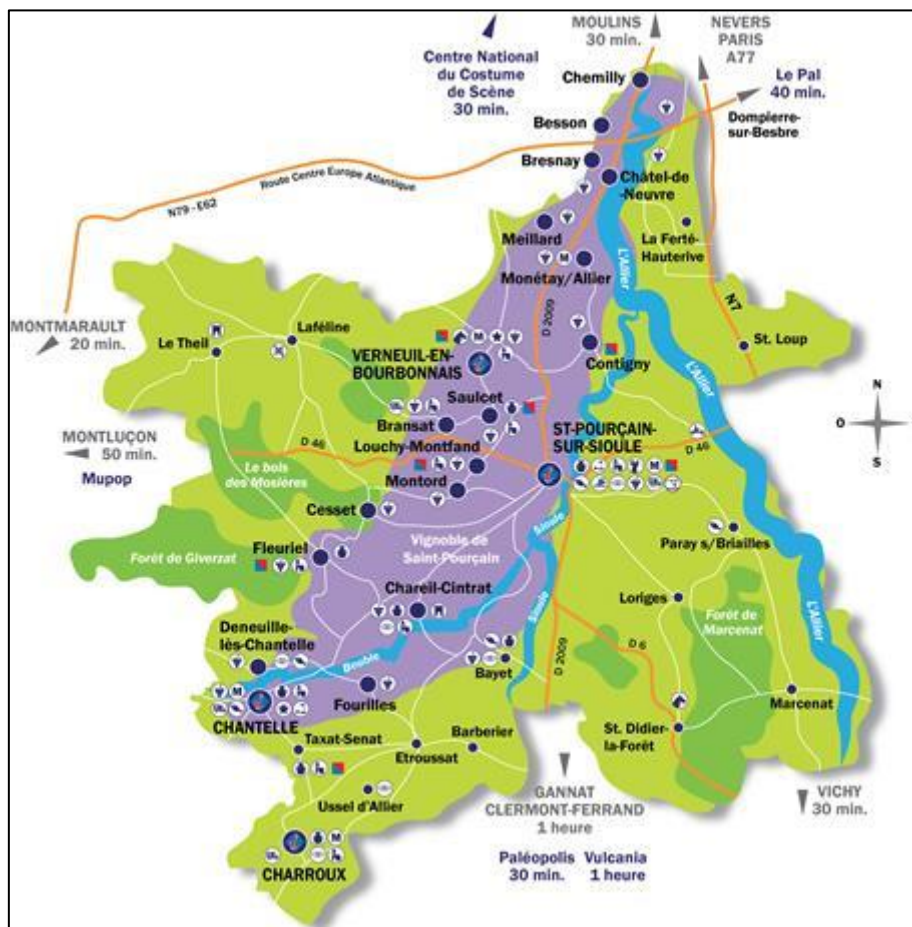 MOULINS
30 min.
NEVERS
PARIS
A77
Centre National
du Costume
de Scène
30 min.
Chemilly
Le Pal
40 min.
Besson
Dompierre-
sur-Besbre
Bresnay
Route Centre Europe Atlantique
Châtel-de
-Neuvre
N79 - E62
Meillard
La Ferté-
Hauterive
L'Allier
Monétay/Allier
M
D 2009
N7
MONTMARAULT
20 min.
Le Theil
Laféline
M
VERNEUIL-EN-
BOURBONNAIS
Contigny
St. Loup
L'Allier
Saulcet
Bransat
N
O
E
S
ST-POURÇAIN-
SUR-SIOULE
MONTLUÇON
50 min.
Mupop
D 46
Louchy-Montfand
D 46
M
Le bois
des Mosières
Montord
Cesset
Sioule
Vignoble de
Saint-Pourçain
Paray s/Briailles
Forêt de Giverzat
Fleuriel
Chareil-Cintrat
Loriges
Forêt de
Marcenat
L'Allier
Sioule
Deneuille-
lès-Chantelle
Bouble
D 2009
D 6
Bayet
M
CHANTELLE
Fourilles
Marcenat
Taxat-Senat
Etroussat
Barberier
St. Didier-
la-Forêt
Ussel d'Allier
GANNAT
CLERMONT-FERRAND
1 heure
VICHY
30 min.
M
CHARROUX
Paléopolis
30 min.
Vulcania
1 heure